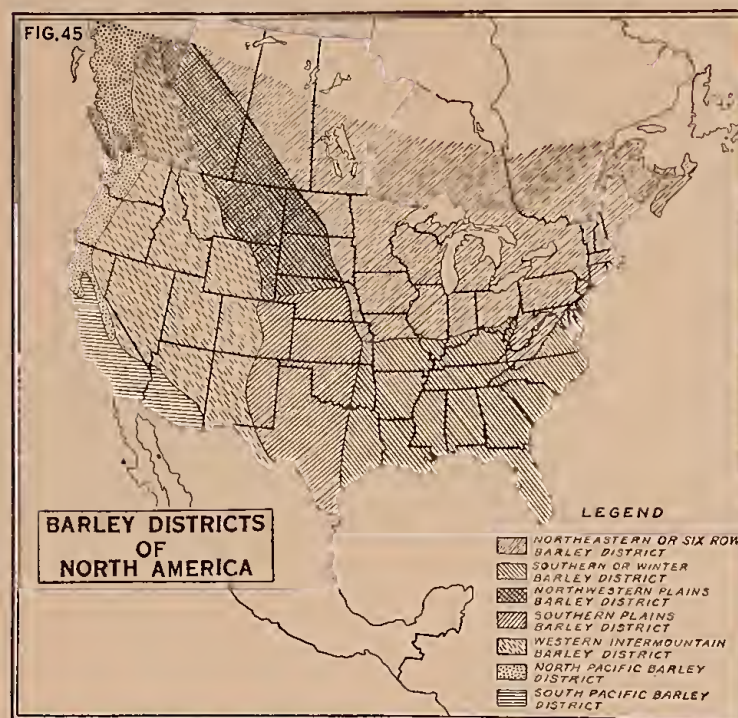 FIG.45
BARLEY DISTRICTS
OF
NORTH AMERICA
LEGEND
NORTHEASTERN OR SIX ROW
BARLEY DISTRICT
SOUTHERN OR WINTER
BARLEY DISTRICT
NORTHWESTERN PLAINS
BARLEY DISTRICT
SOUTHERN PLAINS
BARLEY DISTRICT
WESTERN INTERMOUNTAIN
BARLEY DISTRICT
NORTH PACIFIC BARLEY
DISTRICT
SOUTH PACIFIC BARLEY
DISTRICT